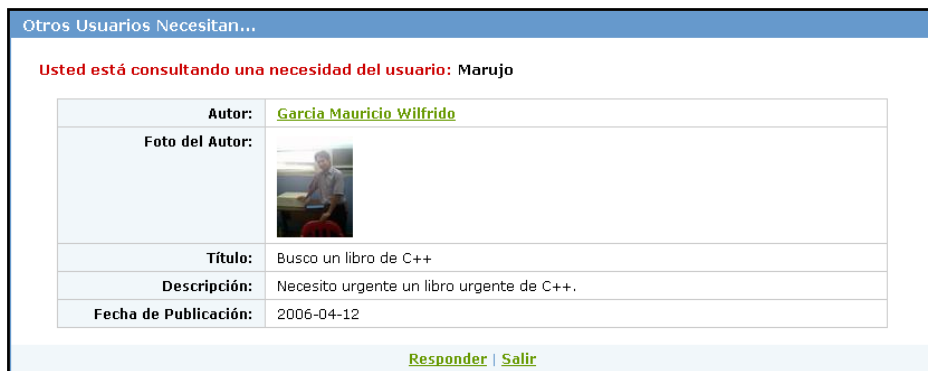 Otros Usuarios Necesitan...
Usted está consultando una necesidad del usuario: Marujo
Autor: Garcia Mauricio Wilfrido
Foto del Autor:
Título: Busco un libro de C++
Descripción: Necesito urgente un libro urgente de C++.
Fecha de Publicación: 2006-04-12
Responder | Salir